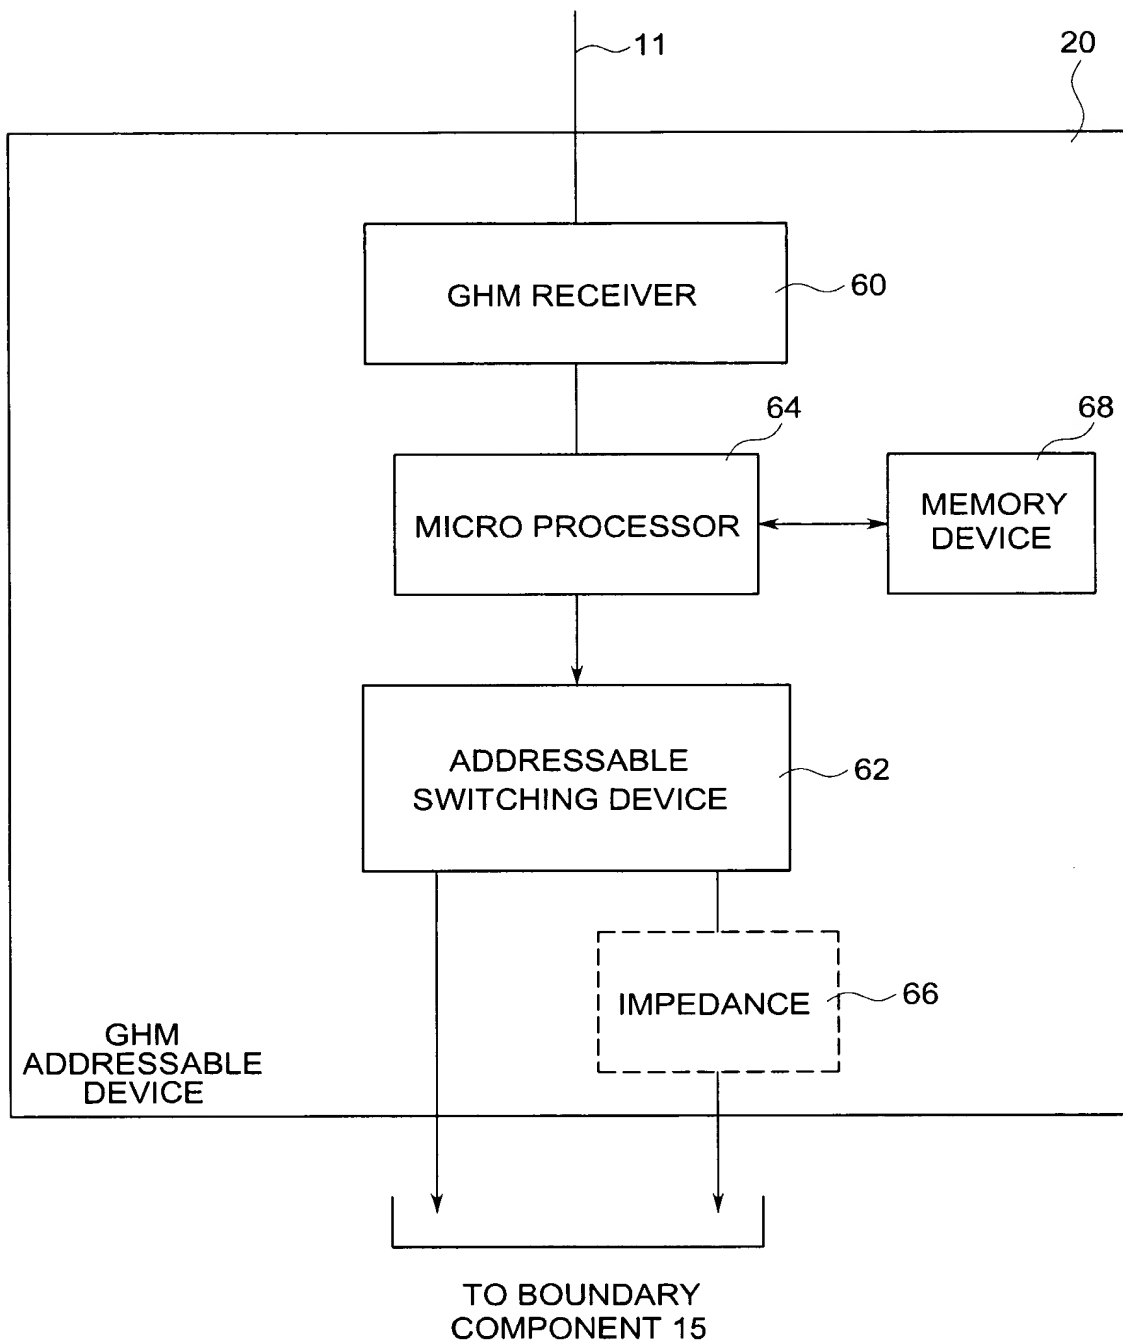 11
20
GHM RECEIVER
60
64
68
MICRO PROCESSOR
MEMORY
DEVICE
ADDRESSABLE
SWITCHING DEVICE
62
IMPEDANCE
66
GHM
ADDRESSABLE
DEVICE
TO BOUNDARY
COMPONENT 15